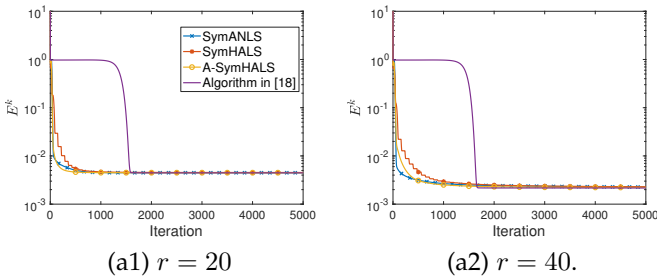 10^1
10^0
10^-1
10^-2
10^-3
E^k
0 1000 2000 3000 4000 5000
Iteration
SymANLS
SymHALS
A-SymHALS
Algorithm in [18]
(a1) r = 20
10^1
10^0
10^-1
10^-2
10^-3
E^k
0 1000 2000 3000 4000 5000
Iteration
(a2) r = 40.